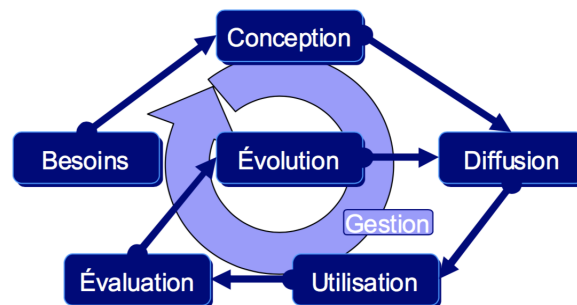 Conception
Besoins
Évolution
Diffusion
Gestion
Évaluation
Utilisation